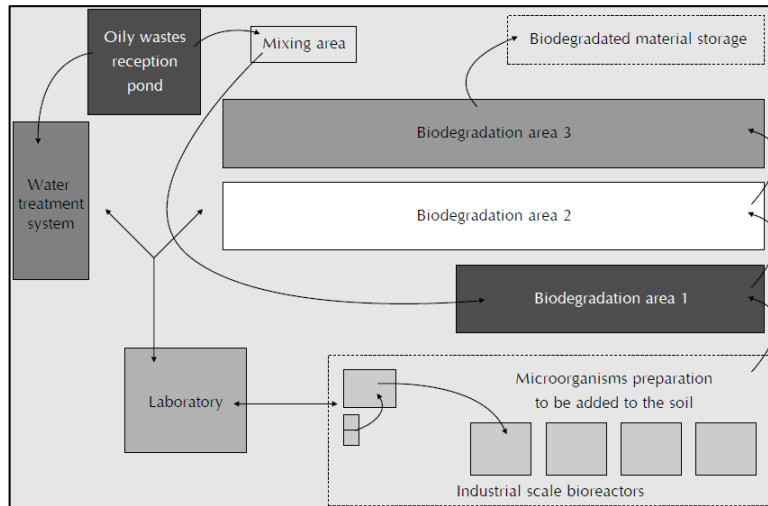 Oily wastes
reception
pond
Mixing area
Biodegradated material storage
Biodegradation area 3
Water
treatment
system
Biodegradation area 2
Biodegradation area 1
Laboratory
Microorganisms preparation
to be added to the soil
Industrial scale bioreactors